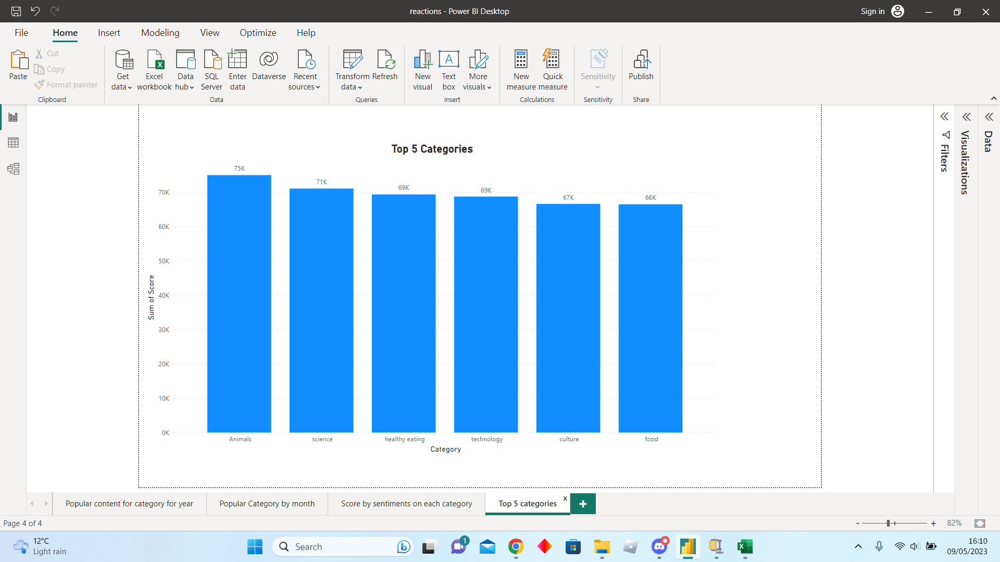 reactions - Power BI Desktop
Sign in
File Home Insert Modeling View Optimize Help
Paste
Cut
Copy
Format painter
Clipboard
Get data
Excel workbook
Data hub
SQL Server
Enter data
Dataverse
Recent sources
Data
Transform data
Refresh
Queries
New visual
A
Text box
More visuals
Insert
New measure
Quick measure
Calculations
Sensitivity
Sensitivity
Publish
Share
Filters
Visualizations
Data
Top 5 Categories
75K
71K
69K
69K
67K
66K
70K
60K
50K
40K
30K
20K
10K
0K
Sum of Score
Animals science healthy eating technology culture food
Category
Popular content for category for year
Popular Category by month
Score by sentiments on each category
Top 5 categories
x
+
Page 4 of 4
- + 82%
12°C
Light rain
Search
1
16:10
09/05/2023